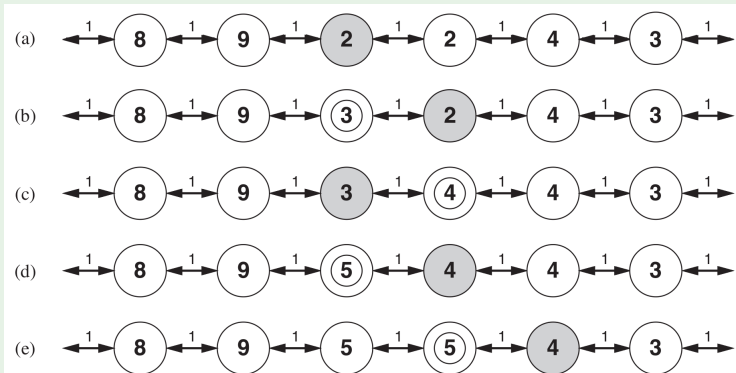 1 1 1 1 1 1 1
(a) 8 9 2 2 4 3
1 1 1 1 1 1 1
(b) 8 9 3 2 4 3
1 1 1 1 1 1 1
(c) 8 9 3 4 4 3
1 1 1 1 1 1 1
(d) 8 9 5 4 4 3
1 1 1 1 1 1 1
(e) 8 9 5 5 4 3